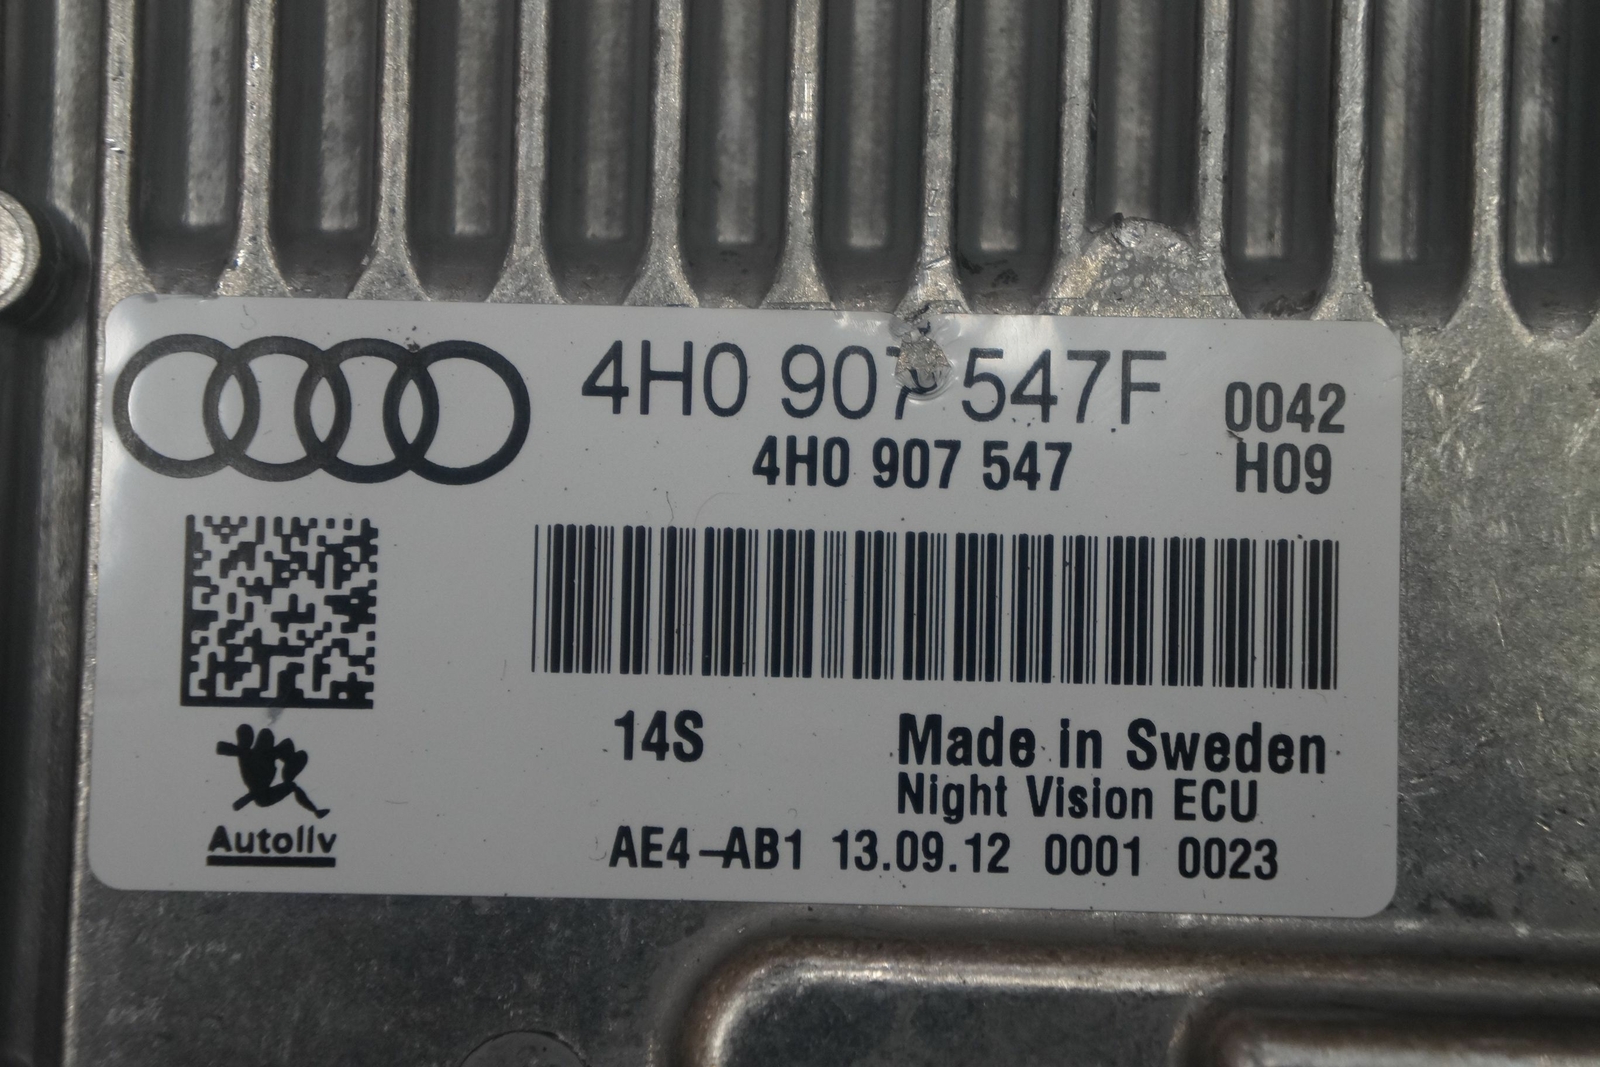 4H0 907 547F 0042
4H0 907 547 H09
14S Made in Sweden
Night Vision ECU
Autoliv
AE4-AB1 13.09.12 0001 0023